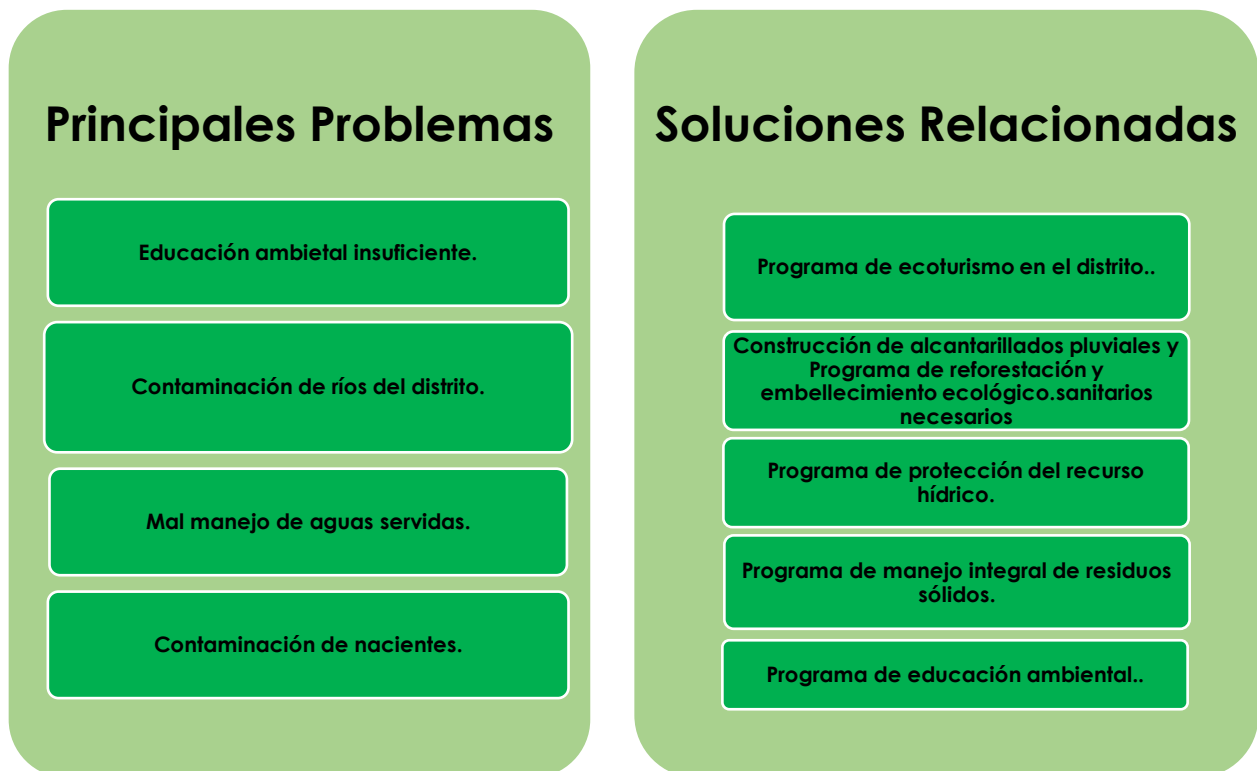 Principales Problemas
Educación ambietal insuficiente.
Contaminación de ríos del distrito.
Mal manejo de aguas servidas.
Contaminación de nacientes.
Soluciones Relacionadas
Programa de ecoturismo en el distrito..
Construcción de alcantarillados pluviales y
Programa de reforestación y
embellecimiento ecológico.sanitarios
necesarios
Programa de protección del recurso
hídrico.
Programa de manejo integral de residuos
sólidos.
Programa de educación ambiental..